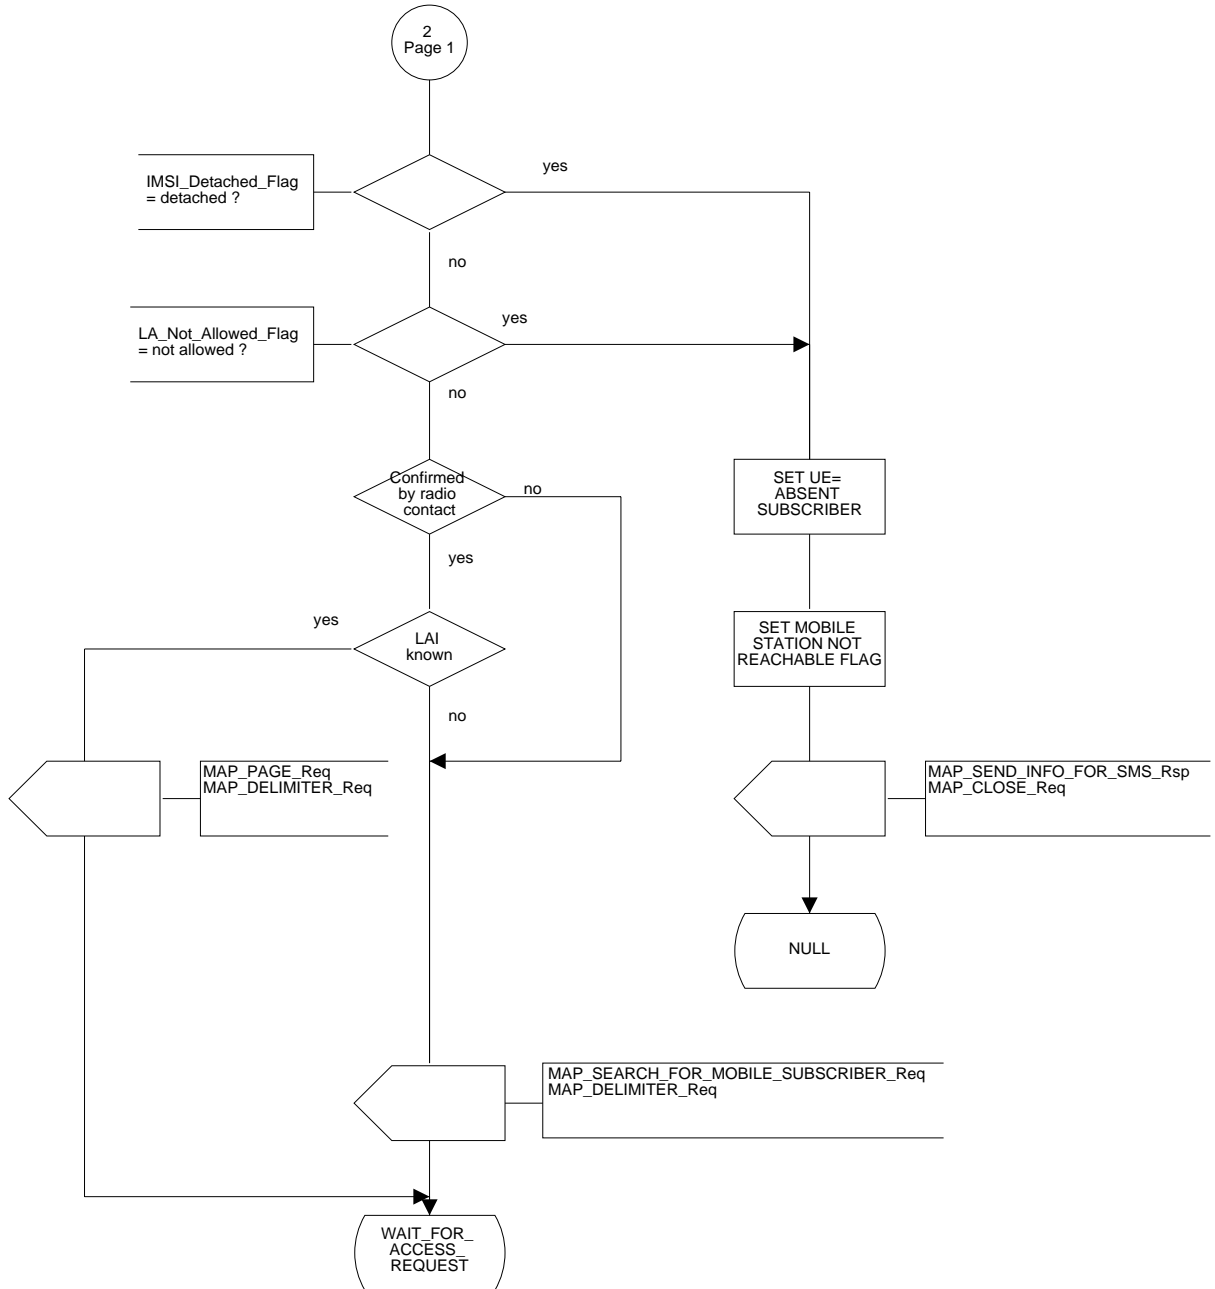 2
Page 1
yes
IMSI_Detached_Flag
= detached ?
no
yes
LA_Not_Allowed_Flag
= not allowed ?
no
Confirmed
by radio
contact
no
SET UE=
ABSENT
SUBSCRIBER
yes
yes
LAI
known
SET MOBILE
STATION NOT
REACHABLE FLAG
no
MAP_PAGE_Req
MAP_DELIMITER_Req
MAP_SEND_INFO_FOR_SMS_Rsp
MAP_CLOSE_Req
NULL
MAP_SEARCH_FOR_MOBILE_SUBSCRIBER_Req
MAP_DELIMITER_Req
WAIT_FOR_
ACCESS_
REQUEST